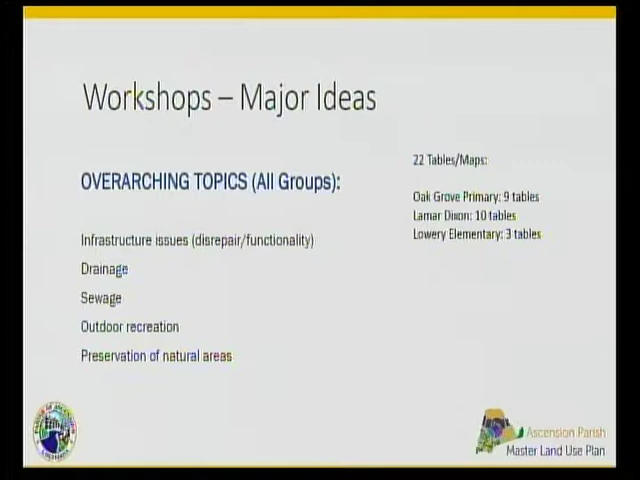 Workshops – Major Ideas
OVERARCHING TOPICS (All Groups):
Infrastructure issues (disrepair/functionality)
Drainage
Sewage
Outdoor recreation
Preservation of natural areas
22 Tables/Maps:
Oak Grove Primary: 9 tables
Lamar Dixon: 10 tables
Lowery Elementary: 3 tables
Ascension Parish
Master Land Use Plan